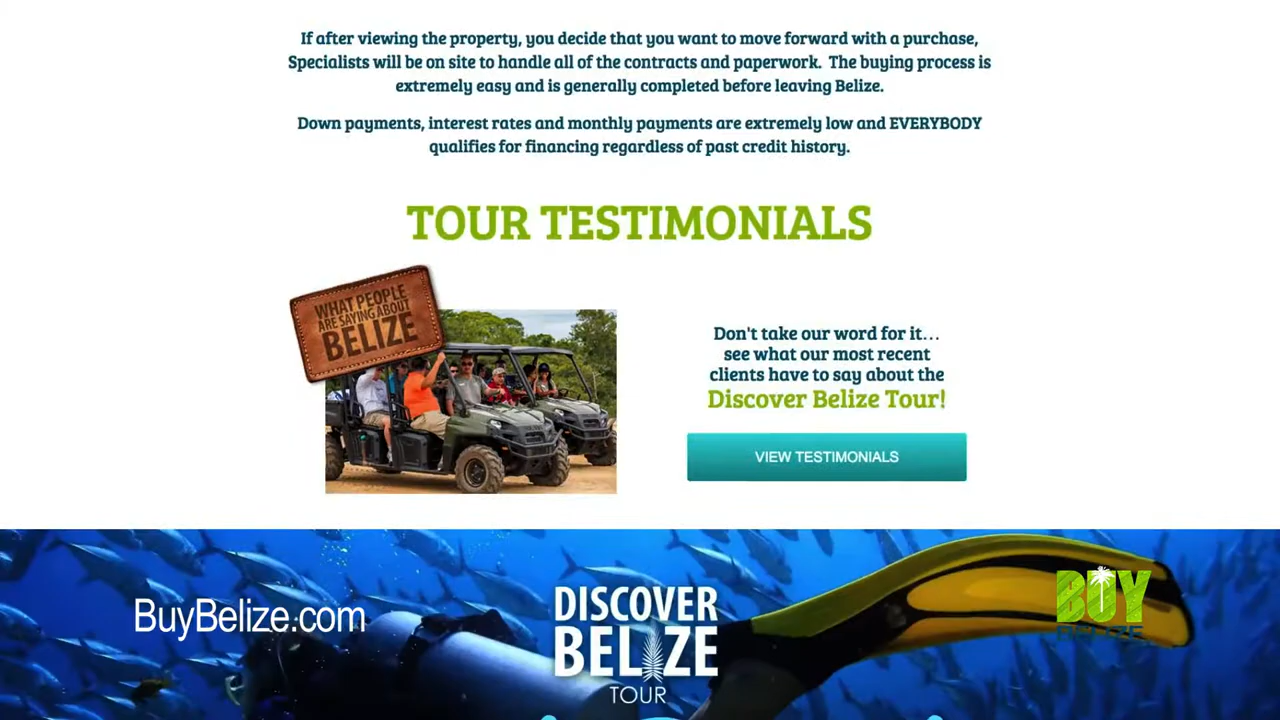 If after viewing the property, you decide that you want to move forward with a purchase,
Specialists will be on site to handle all of the contracts and paperwork. The buying process is
extremely easy and is generally completed before leaving Belize.
Down payments, interest rates and monthly payments are extremely low and EVERYBODY
qualifies for financing regardless of past credit history.
TOUR TESTIMONIALS
WHAT PEOPLE
ARE SAYING ABOUT
BELIZE
Don't take our word for it…
see what our most recent
clients have to say about the
Discover Belize Tour!
VIEW TESTIMONIALS
BuyBelize.com
DISCOVER
BELIZE
TOUR
BUY
BELIZE